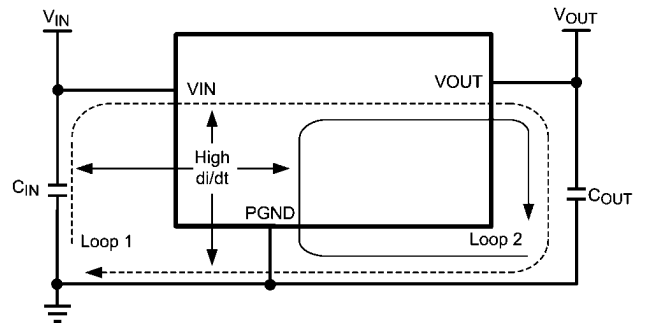 VIN
VOUT
VIN
VOUT
High
di/dt
CIN
COUT
PGND
Loop 1
Loop 2